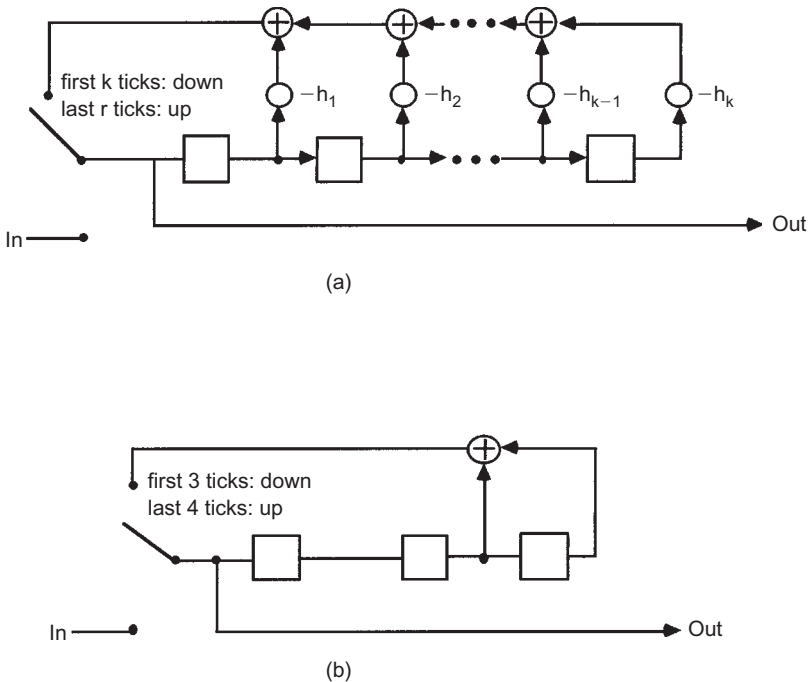 first k ticks: down
last r ticks: up
−h₁
−h₂
−hₖ₋₁
−hₖ
In
Out
(a)
first 3 ticks: down
last 4 ticks: up
In
Out
(b)